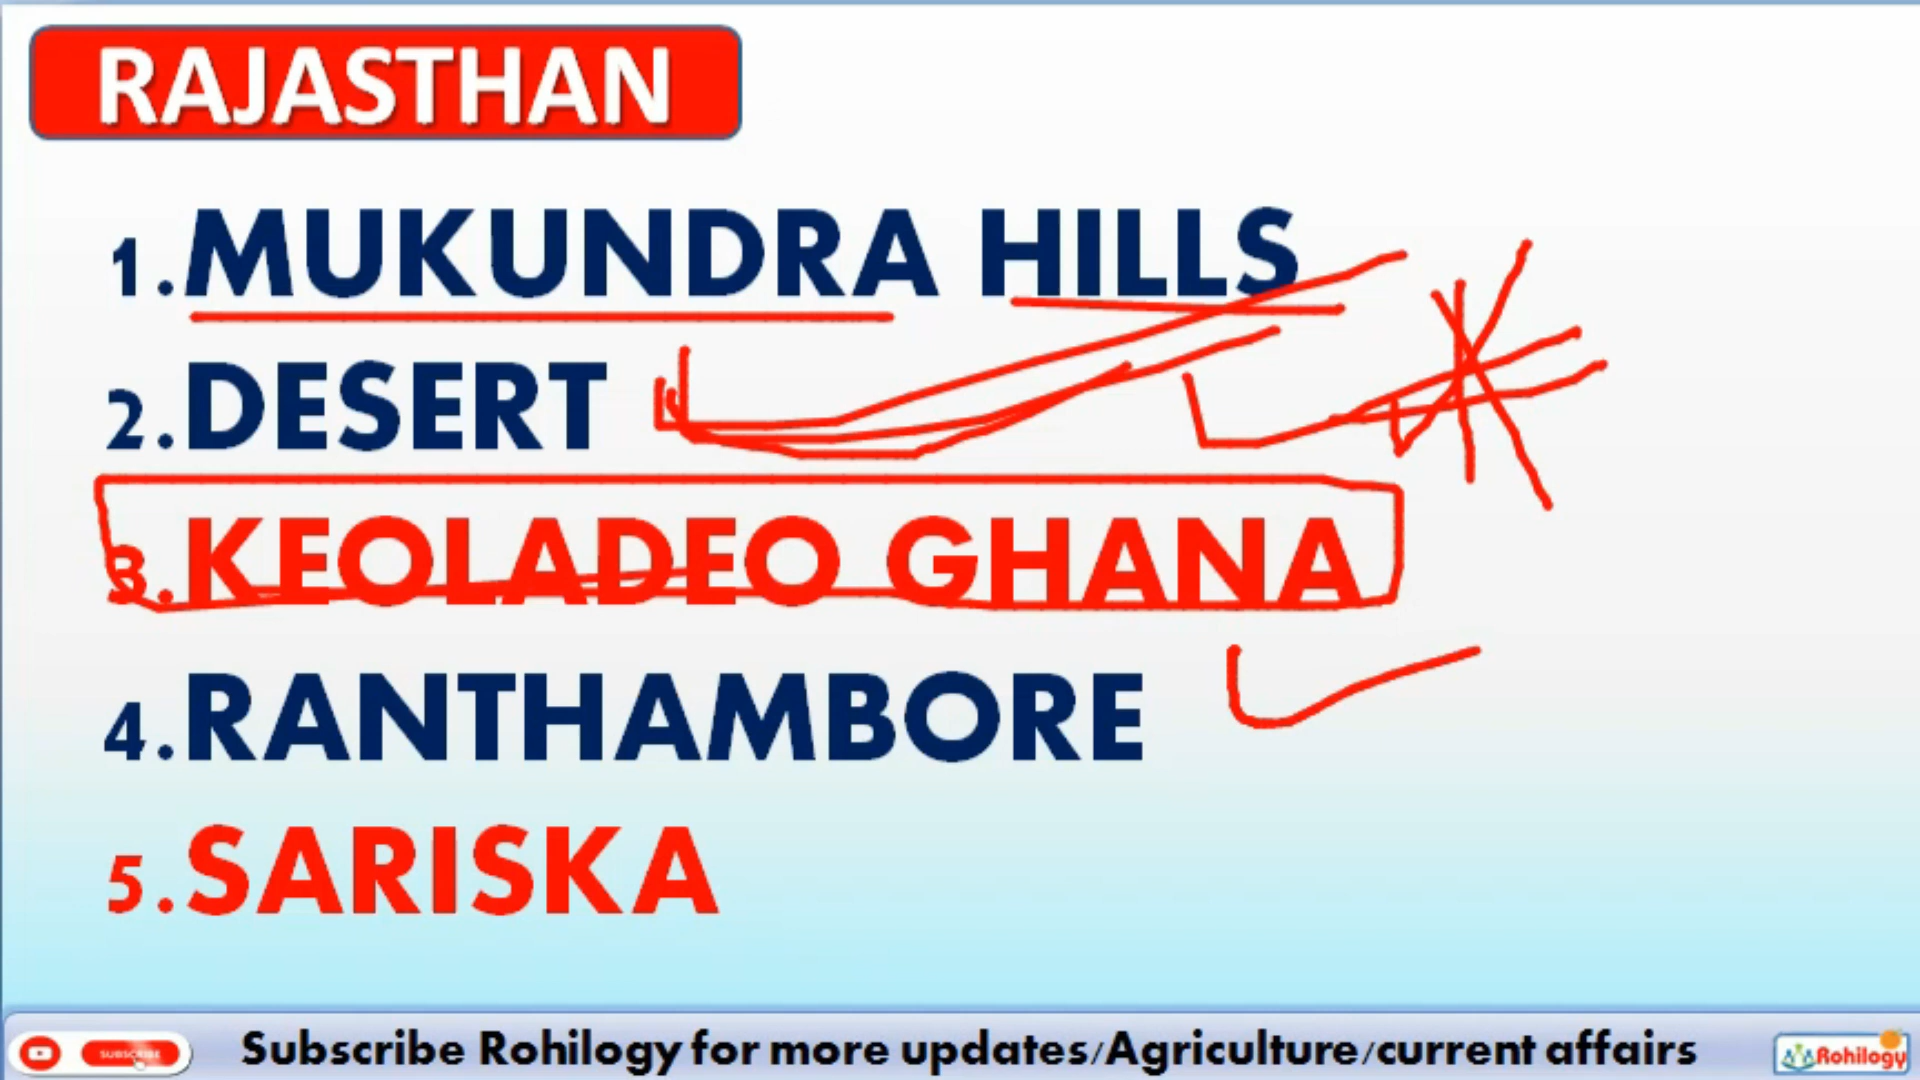 RAJASTHAN
1.MUKUNDRA HILLS
2.DESERT
3.KEOLADEO GHANA
4.RANTHAMBORE
5.SARISKA
SUBSCRIBE Subscribe Rohilogy for more updates/Agriculture/current affairs Rohilogy